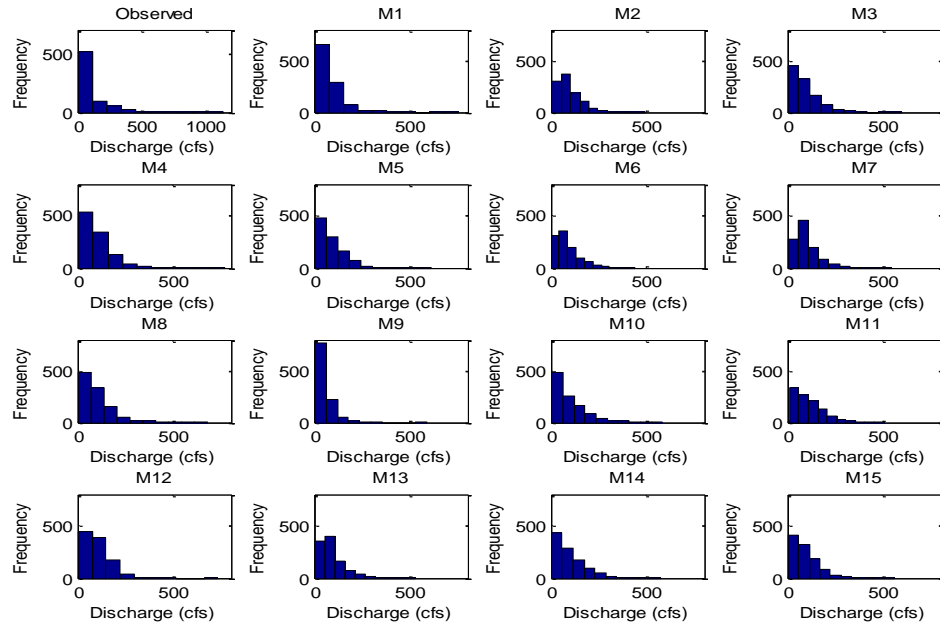 Observed M1 M2 M3
Frequency Frequency Frequency Frequency
500 500 500 500
0 0 0 0
0 500 1000 0 500 0 500 0 500
Discharge (cfs) Discharge (cfs) Discharge (cfs) Discharge (cfs)
M4 M5 M6 M7
Frequency Frequency Frequency Frequency
500 500 500 500
0 0 0 0
0 500 0 500 0 500 0 500
Discharge (cfs) Discharge (cfs) Discharge (cfs) Discharge (cfs)
M8 M9 M10 M11
Frequency Frequency Frequency Frequency
500 500 500 500
0 0 0 0
0 500 0 500 0 500 0 500
Discharge (cfs) Discharge (cfs) Discharge (cfs) Discharge (cfs)
M12 M13 M14 M15
Frequency Frequency Frequency Frequency
500 500 500 500
0 0 0 0
0 500 0 500 0 500 0 500
Discharge (cfs) Discharge (cfs) Discharge (cfs) Discharge (cfs)